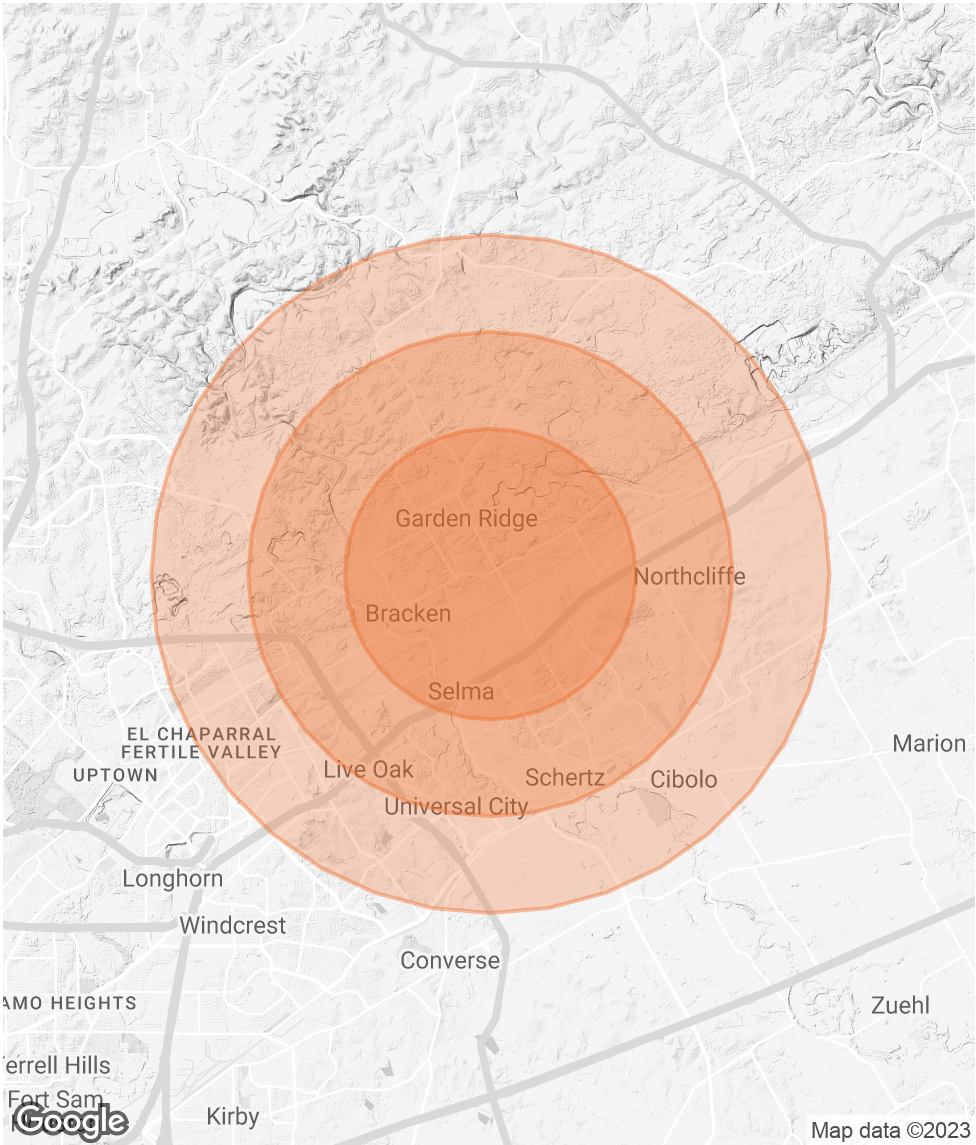 Garden Ridge
Northcliffe
Bracken
Selma
EL CHAPARRAL
FERTILE VALLEY
UPTOWN
Marion
Live Oak
Schertz
Cibolo
Universal City
Longhorn
Windcrest
Converse
AMO HEIGHTS
Zuehl
errell Hills
Fort Sam
Kirby
Google
Map data ©2023